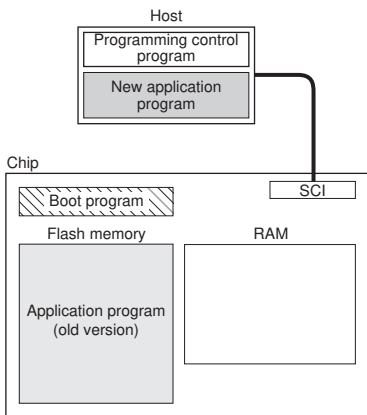 Host
Programming control
program
New application
program
Chip
SCI
Boot program
Flash memory
RAM
Application program
(old version)